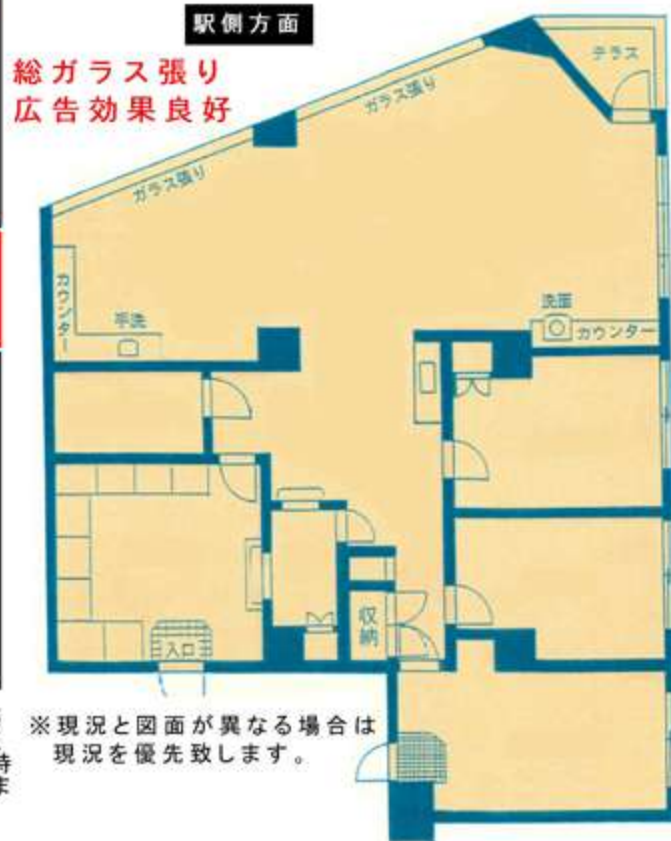 駅側方面
総ガラス張り
広告効果良好
テラス
ガラス張り
ガラス張り
カウンター
手洗
洗面
カウンター
収納
入口
※現況と図面が異なる場合は
現況を優先致します。
時
ま